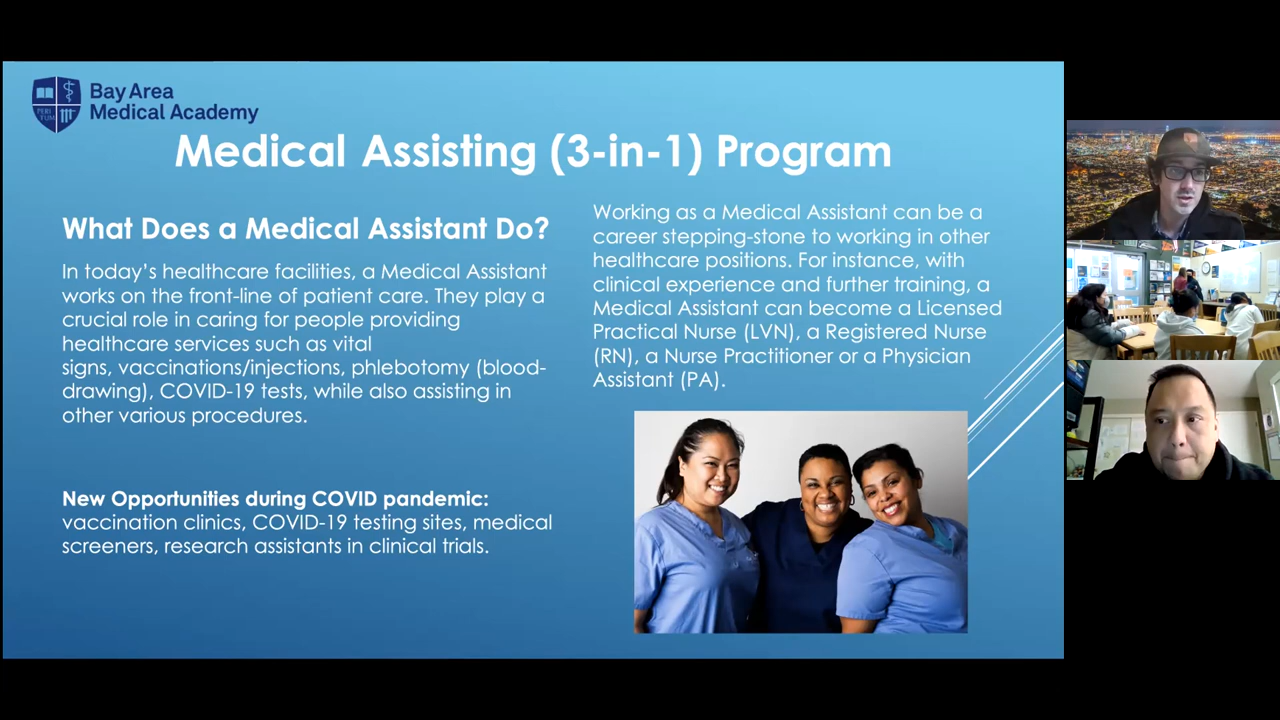 Bay Area
Medical Academy
PERI
TUM
Medical Assisting (3-in-1) Program
What Does a Medical Assistant Do?
In today's healthcare facilities, a Medical Assistant
works on the front-line of patient care. They play a
crucial role in caring for people providing
healthcare services such as vital
signs, vaccinations/injections, phlebotomy (blood-
drawing), COVID-19 tests, while also assisting in
other various procedures.
New Opportunities during COVID pandemic:
vaccination clinics, COVID-19 testing sites, medical
screeners, research assistants in clinical trials.
Working as a Medical Assistant can be a
career stepping-stone to working in other
healthcare positions. For instance, with
clinical experience and further training, a
Medical Assistant can become a Licensed
Practical Nurse (LVN), a Registered Nurse
(RN), a Nurse Practitioner or a Physician
Assistant (PA).